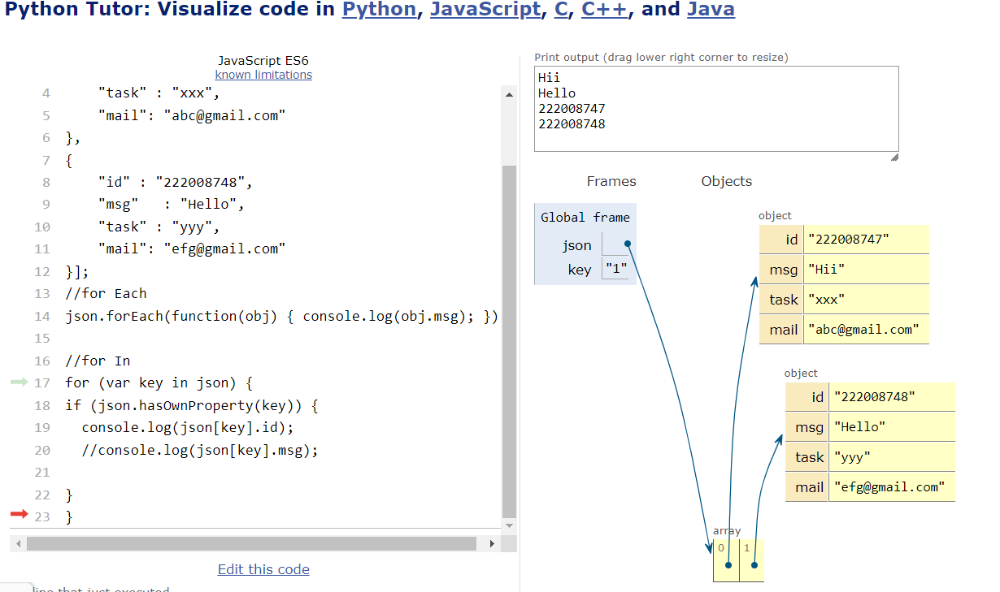 Python Tutor: Visualize code in Python, JavaScript, C, C++, and Java
JavaScript ES6
known limitations
4 "task" : "xxx",
5 "mail": "abc@gmail.com"
6 },
7 {
8 "id" : "222008748",
9 "msg" : "Hello",
10 "task" : "yyy",
11 "mail": "efg@gmail.com"
12 }];
13 //for Each
14 json.forEach(function(obj) { console.log(obj.msg); })
15
16 //for In
17 for (var key in json) {
18 if (json.hasOwnProperty(key)) {
19 console.log(json[key].id);
20 //console.log(json[key].msg);
21
22 }
23 }
Edit this code
line that just executed
Print output (drag lower right corner to resize)
Hii
Hello
222008747
222008748
Frames Objects
Global frame
json
key "1"
object
id "222008747"
msg "Hii"
task "xxx"
mail "abc@gmail.com"
object
id "222008748"
msg "Hello"
task "yyy"
mail "efg@gmail.com"
array
0 1